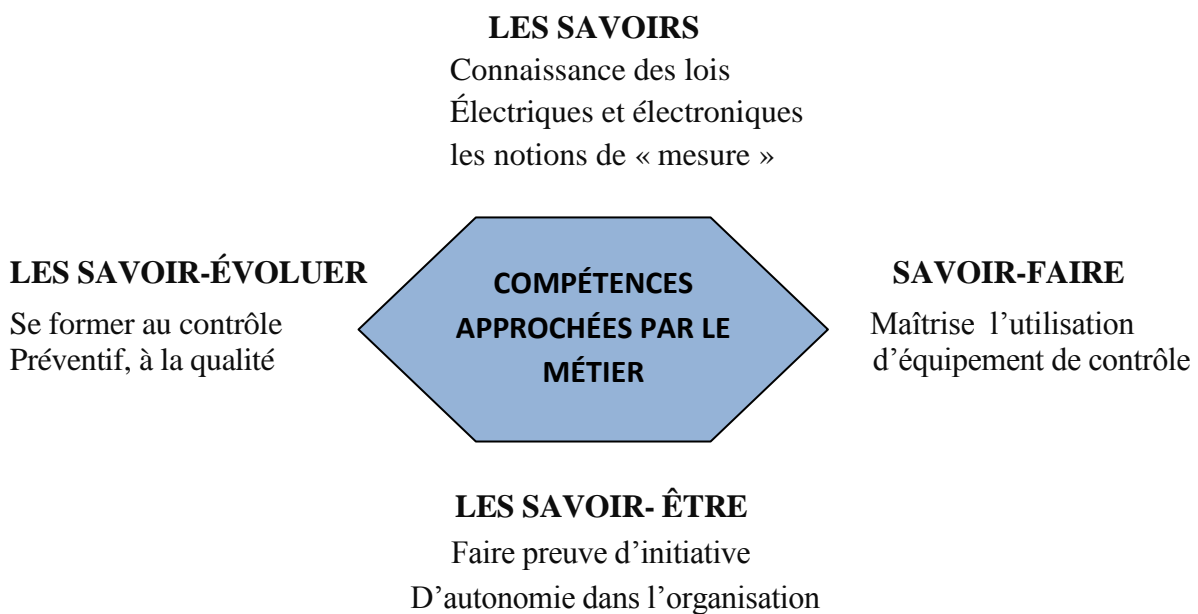 LES SAVOIRS
Connaissance des lois
Électriques et électroniques
les notions de « mesure »
LES SAVOIR-ÉVOLUER
Se former au contrôle
Préventif, à la qualité
COMPÉTENCES
APPROCHÉES PAR LE
MÉTIER
SAVOIR-FAIRE
Maîtrise l’utilisation
d’équipement de contrôle
LES SAVOIR- ÊTRE
Faire preuve d’initiative
D’autonomie dans l’organisation